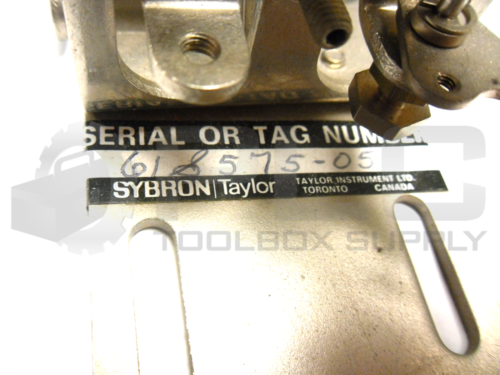 SERIAL OR TAG NUMBER
618575-05
SYBRON|Taylor TAYLOR INSTRUMENT LTD.
TORONTO CANADA
TOOLBOX SUPPLY